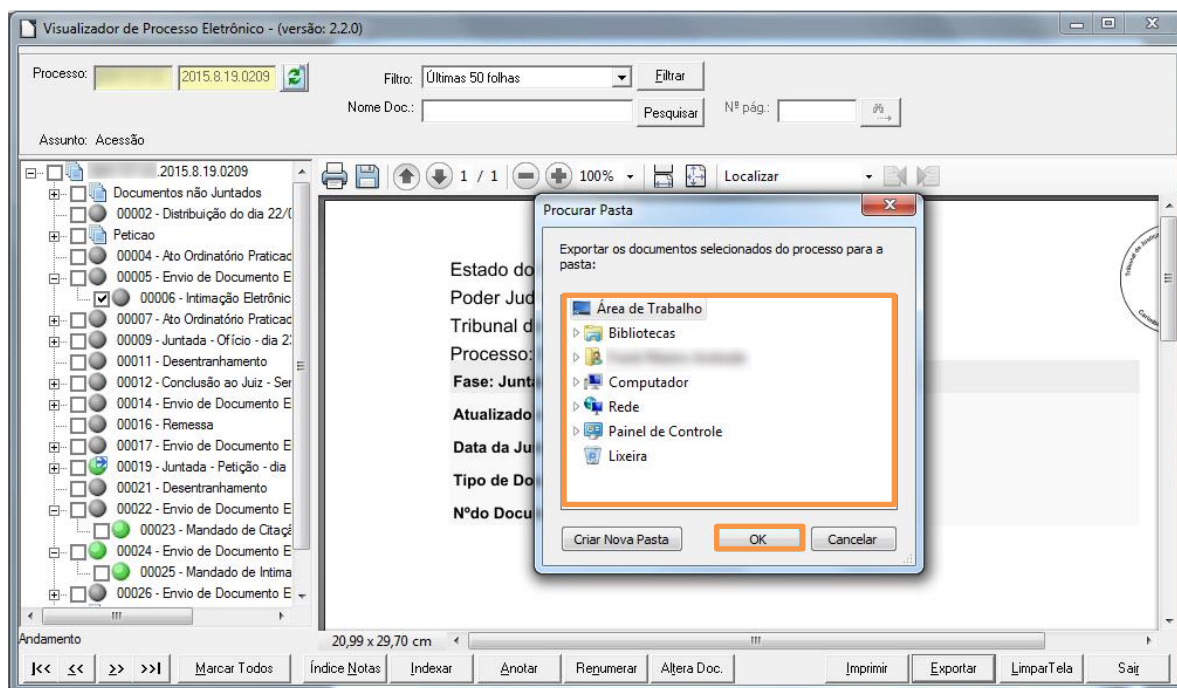 Visualizador de Processo Eletrônico - (versão: 2.2.0)
Processo: 2015.8.19.0209 Filtro: Últimas 50 folhas Filtrar
Nome Doc.: Pesquisar Nº pág.:
Assunto: Acessão
.2015.8.19.0209
Documentos não Juntados
00002 - Distribuição do dia 22/0
Peticao
00004 - Ato Ordinatório Praticad
00005 - Envio de Documento E
00006 - Intimação Eletrônic
00007 - Ato Ordinatório Praticad
00009 - Juntada - Ofício - dia 2
00011 - Desentranhamento
00012 - Conclusão ao Juiz - Ser
00014 - Envio de Documento E
00016 - Remessa
00017 - Envio de Documento E
00019 - Juntada - Petição - dia
00021 - Desentranhamento
00022 - Envio de Documento E
00023 - Mandado de Citaçã
00024 - Envio de Documento E
00025 - Mandado de Intima
00026 - Envio de Documento E
Andamento
1 / 1 100% Localizar
Estado do
Poder Jud
Tribunal d
Processo:
Fase: Junta
Atualizado
Data da Ju
Tipo de Do
Nºdo Docu
Tribunal de Justiça
20,99 x 29,70 cm
Procurar Pasta
Exportar os documentos selecionados do processo para a
pasta:
Área de Trabalho
Bibliotecas
Computador
Rede
Painel de Controle
Lixeira
Criar Nova Pasta OK Cancelar
|<< << >> >>| Marcar Todos Índice Notas Indexar Anotar Renumerar Altera Doc. Imprimir Exportar LimparTela Sair